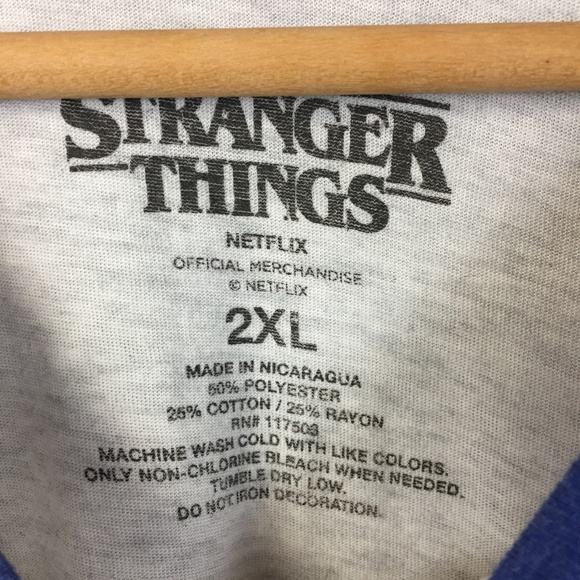 STRANGER
THINGS
NETFLIX
OFFICIAL MERCHANDISE
© NETFLIX
2XL
MADE IN NICARAGUA
50% POLYESTER
25% COTTON / 25% RAYON
RN# 117503
MACHINE WASH COLD WITH LIKE COLORS.
ONLY NON-CHLORINE BLEACH WHEN NEEDED.
TUMBLE DRY LOW.
DO NOT IRON DECORATION.